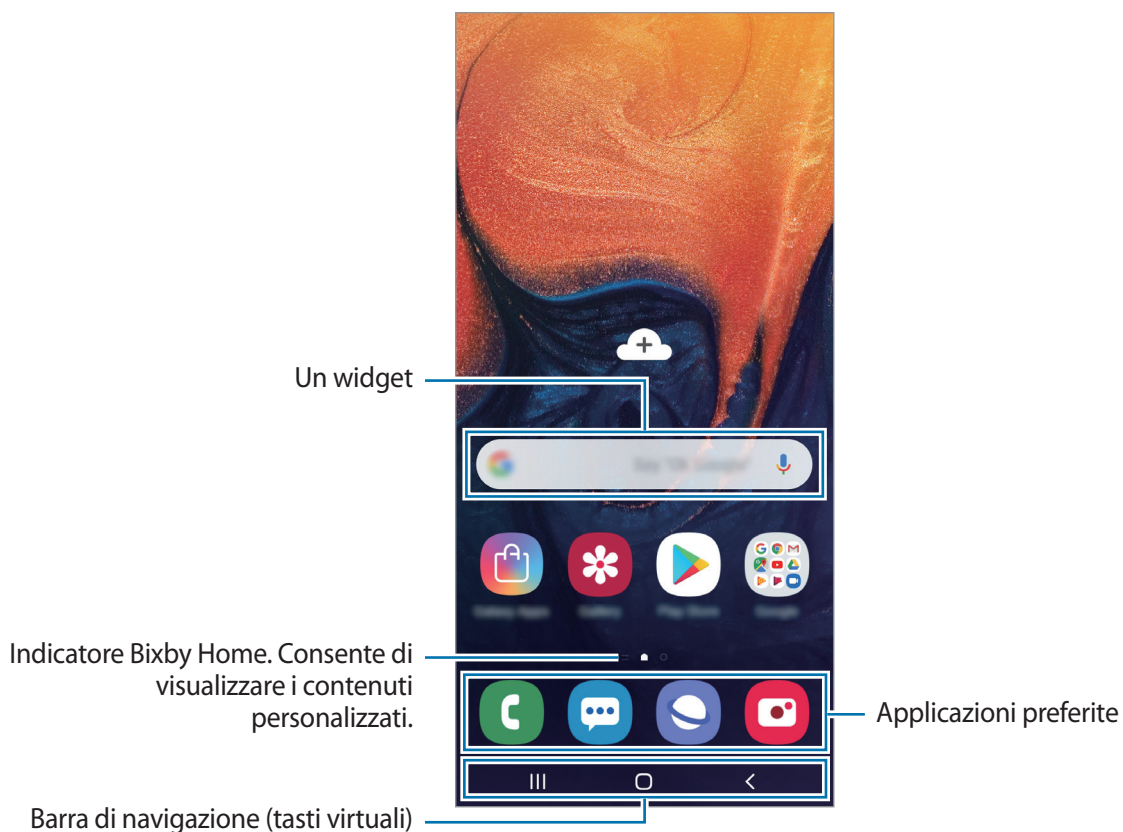 Un widget
Indicatore Bixby Home. Consente di
visualizzare i contenuti
personalizzati.
Applicazioni preferite
Barra di navigazione (tasti virtuali)